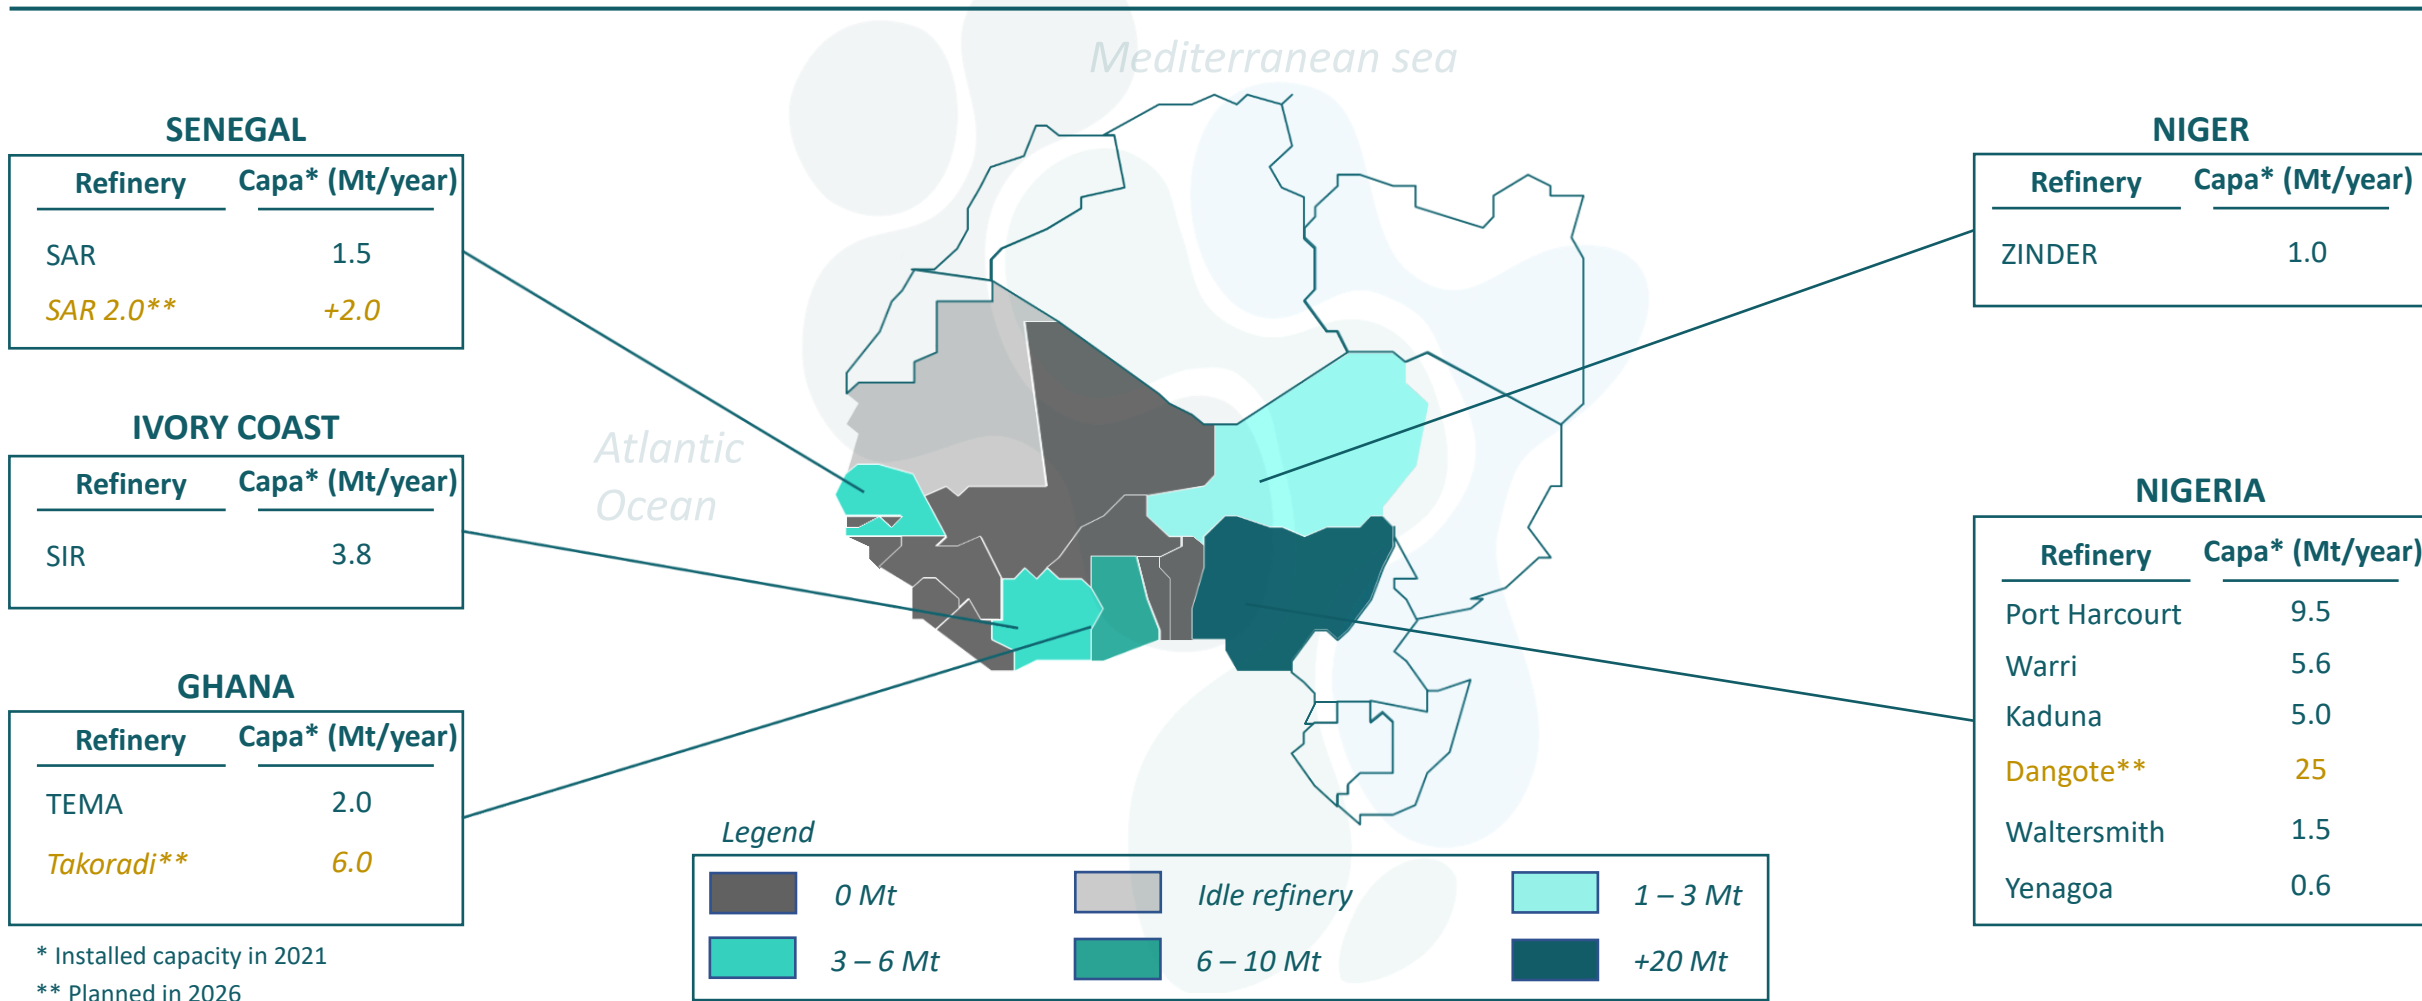 Mediterranean sea
SENEGAL
Refinery Capa* (Mt/year)
SAR 1.5
SAR 2.0** +2.0
IVORY COAST
Refinery Capa* (Mt/year)
SIR 3.8
GHANA
Refinery Capa* (Mt/year)
TEMA 2.0
Takoradi** 6.0
* Installed capacity in 2021
** Planned in 2026
Atlantic
Ocean
NIGER
Refinery Capa* (Mt/year)
ZINDER 1.0
NIGERIA
Refinery Capa* (Mt/year)
Port Harcourt 9.5
Warri 5.6
Kaduna 5.0
Dangote** 25
Waltersmith 1.5
Yenagoa 0.6
Legend
0 Mt Idle refinery 1 – 3 Mt
3 – 6 Mt 6 – 10 Mt +20 Mt